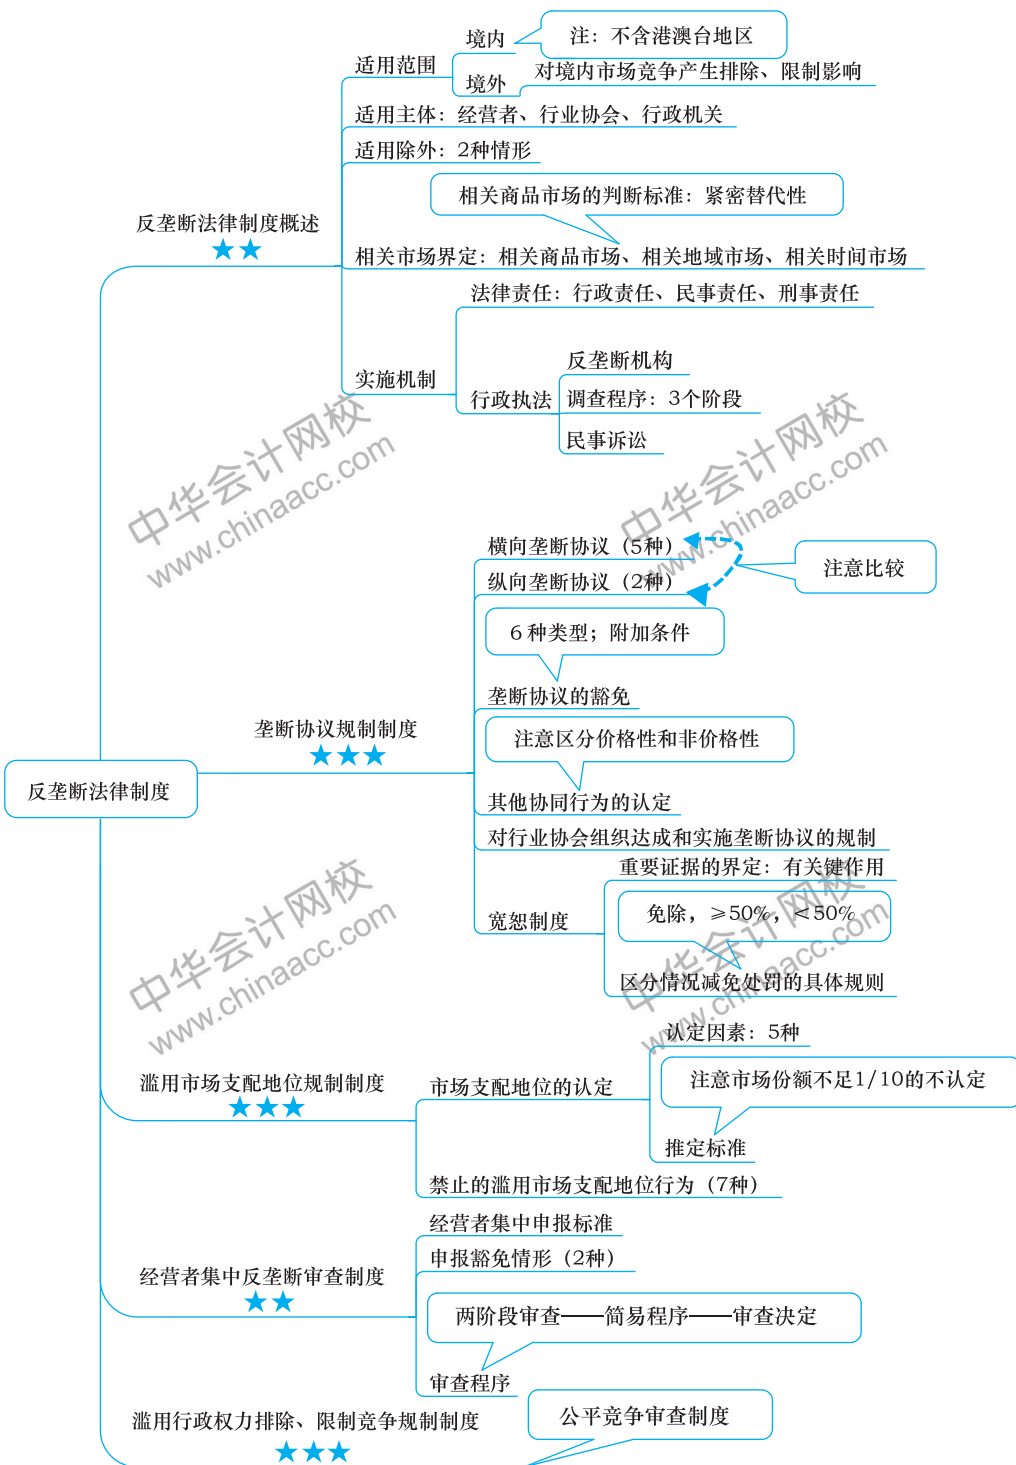 境内
注：不含港澳台地区
适用范围
境外
对境内市场竞争产生排除、限制影响
适用主体：经营者、行业协会、行政机关
适用除外：2种情形
相关商品市场的判断标准：紧密替代性
反垄断法律制度概述
★★
相关市场界定：相关商品市场、相关地域市场、相关时间市场
法律责任：行政责任、民事责任、刑事责任
实施机制
反垄断机构
行政执法
调查程序：3个阶段
民事诉讼
中华会计网校
www.chinaacc.com
中华会计网校
www.chinaacc.com
横向垄断协议（5种）
注意比较
纵向垄断协议（2种）
6种类型；附加条件
垄断协议的豁免
垄断协议规制制度
★★★
注意区分价格性和非价格性
反垄断法律制度
其他协同行为的认定
对行业协会组织达成和实施垄断协议的规制
重要证据的界定：有关键作用
宽恕制度
免除，≥50%，<50%
区分情况减免处罚的具体规则
中华会计网校
www.chinaacc.com
中华会计网校
www.chinaacc.com
认定因素：5种
滥用市场支配地位规制制度
★★★
市场支配地位的认定
注意市场份额不足1/10的不认定
推定标准
禁止的滥用市场支配地位行为（7种）
经营者集中申报标准
申报豁免情形（2种）
经营者集中反垄断审查制度
★★
两阶段审查——简易程序——审查决定
审查程序
滥用行政权力排除、限制竞争规制制度
★★★
公平竞争审查制度